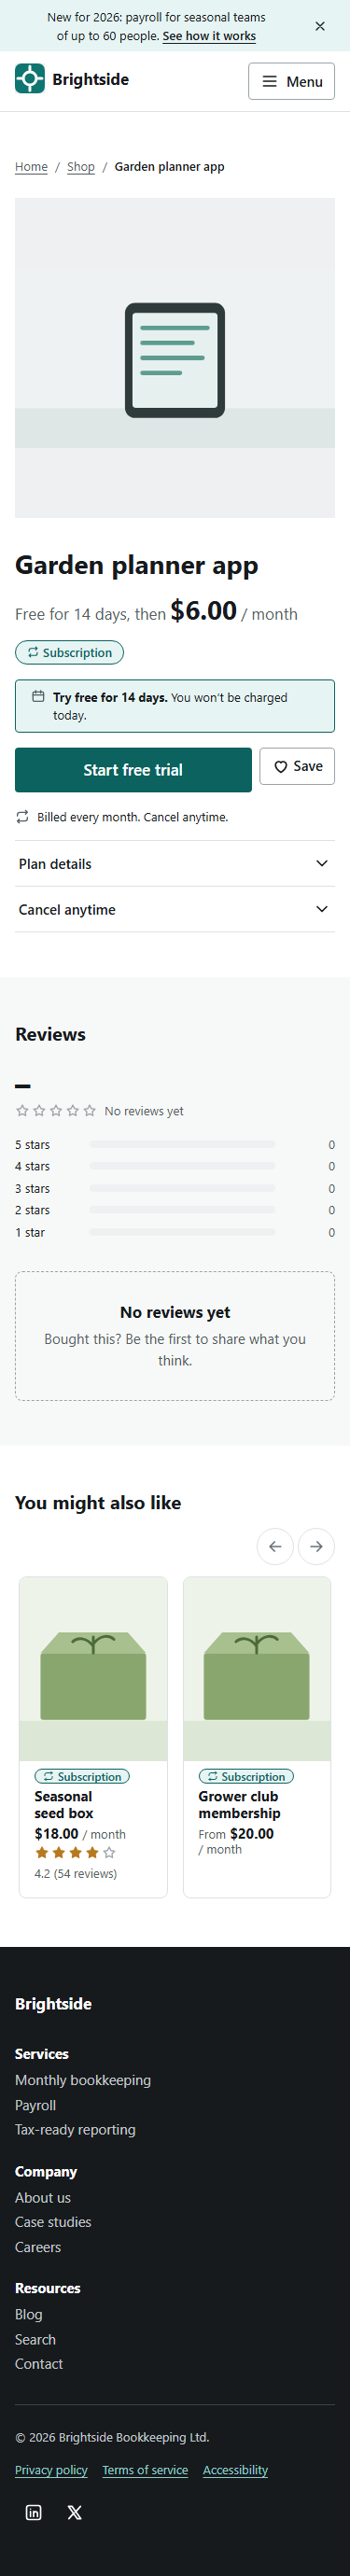 New for 2026: payroll for seasonal teams
of up to 60 people. See how it works
Brightside
Menu
Home / Shop / Garden planner app
Garden planner app
Free for 14 days, then $6.00 / month
Subscription
Try free for 14 days. You won't be charged
today.
Start free trial
Save
Billed every month. Cancel anytime.
Plan details
Cancel anytime
Reviews
–
No reviews yet
5 stars 0
4 stars 0
3 stars 0
2 stars 0
1 star 0
No reviews yet
Bought this? Be the first to share what you
think.
You might also like
Subscription
Seasonal
seed box
$18.00 / month
4.2 (54 reviews)
Subscription
Grower club
membership
From $20.00
/ month
Brightside
Services
Monthly bookkeeping
Payroll
Tax-ready reporting
Company
About us
Case studies
Careers
Resources
Blog
Search
Contact
© 2026 Brightside Bookkeeping Ltd.
Privacy policy Terms of service Accessibility